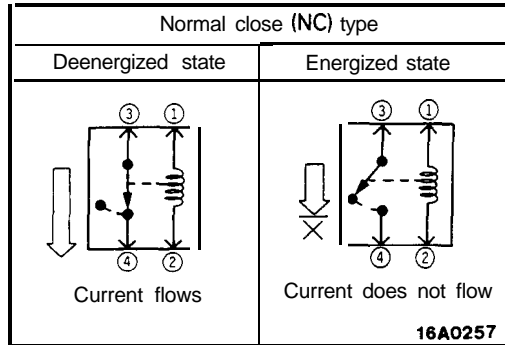 Normal close (NC) type
Deenergized state Energized state
③ ① ③ ①
④ ② ④ ②
Current flows Current does not flow
16A0257